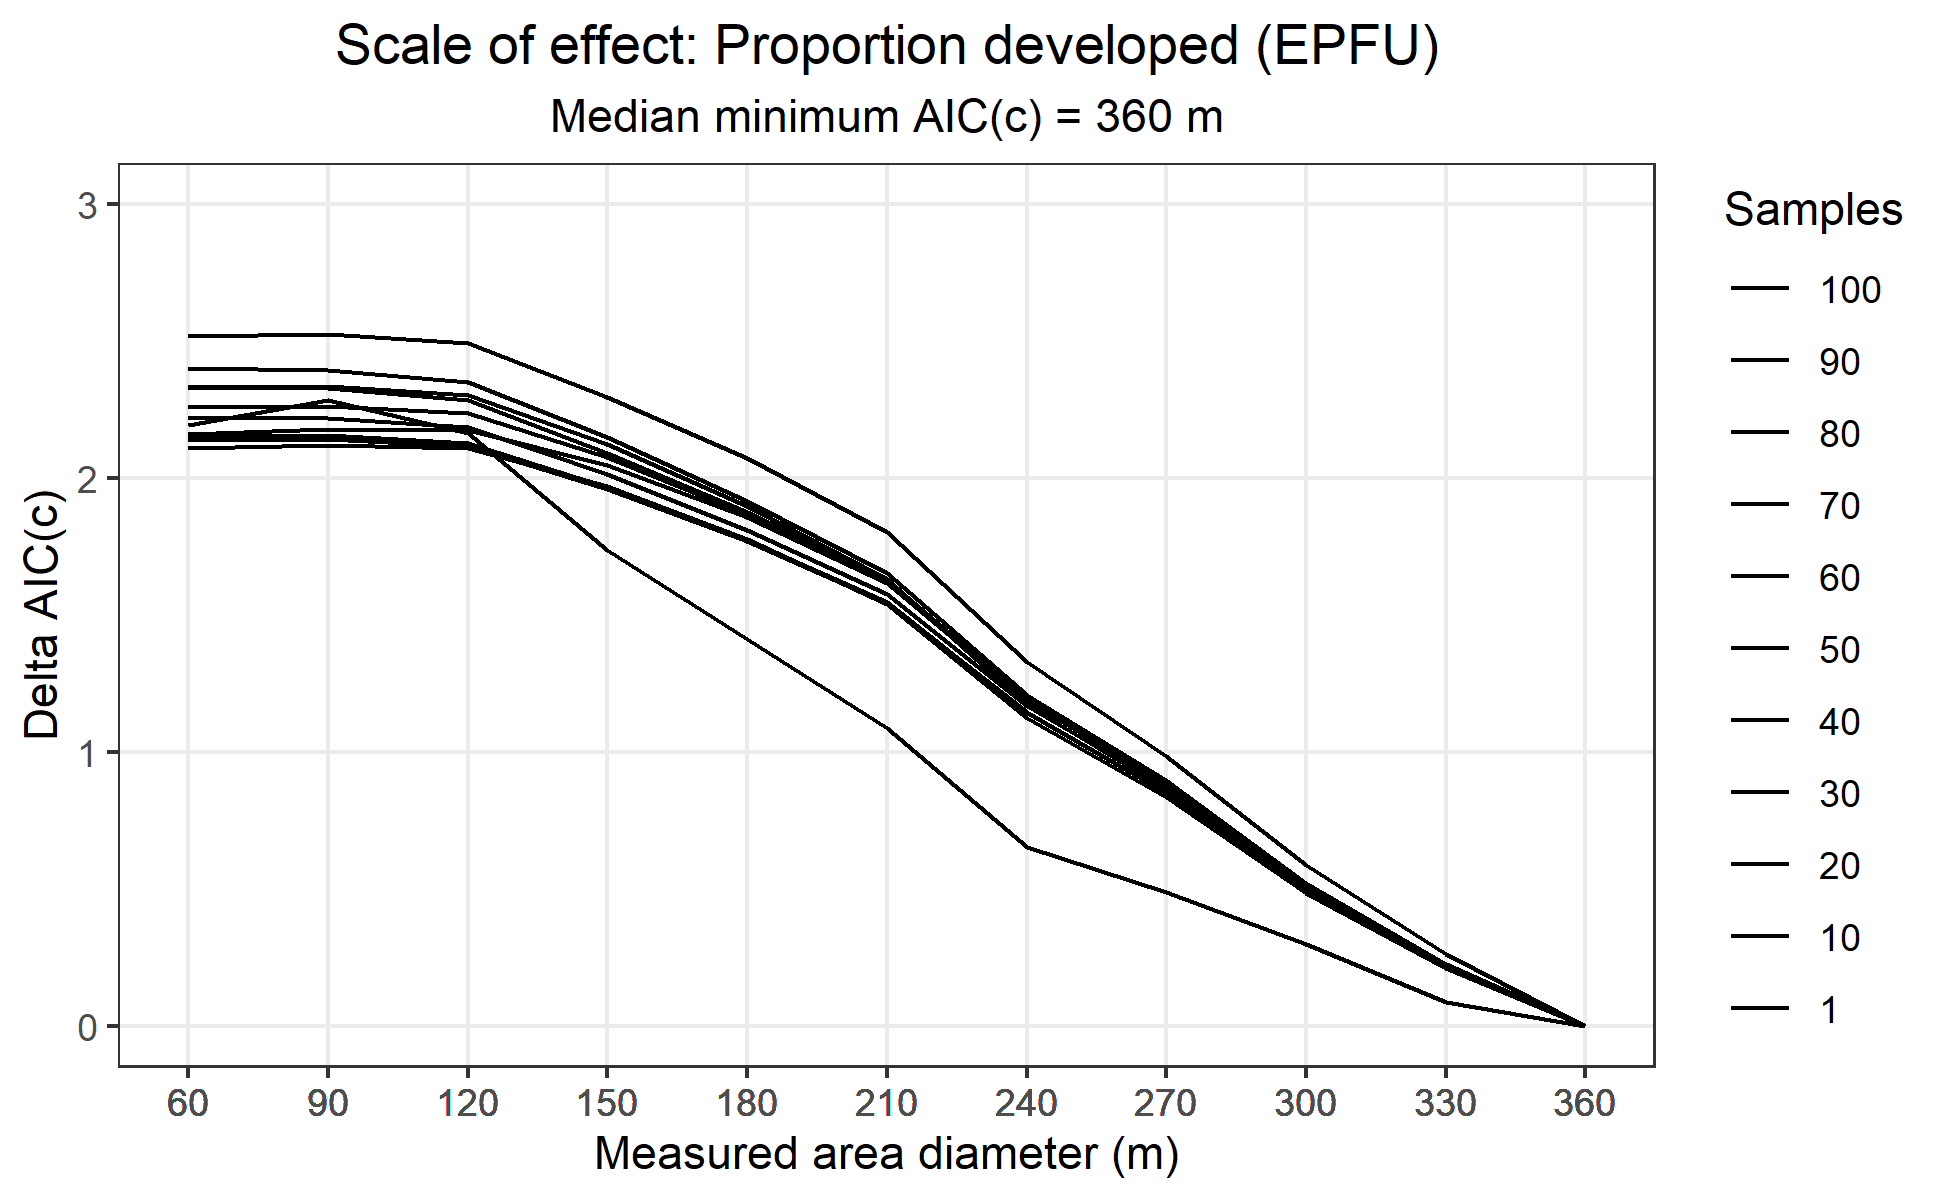 Scale of effect: Proportion developed (EPFU)
Median minimum AIC(c) = 360 m
3
2
1
0
Delta AIC(c)
60 90 120 150 180 210 240 270 300 330 360
Measured area diameter (m)
Samples
100
90
80
70
60
50
40
30
20
10
1